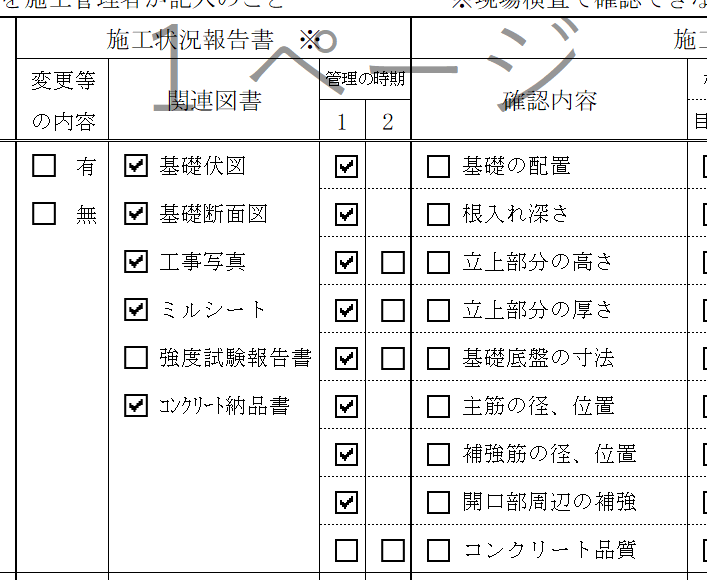 を施工管理者が記入のこと
※現場検査で確認できな
施工状況報告書 ※
施工
1ページ
変更等
の内容
関連図書
管理の時期
1 2
確認内容
目
有
無
基礎伏図
基礎断面図
工事写真
ミルシート
強度試験報告書
コンクリート納品書
基礎の配置
根入れ深さ
立上部分の高さ
立上部分の厚さ
基礎底盤の寸法
主筋の径、位置
補強筋の径、位置
開口部周辺の補強
コンクリート品質